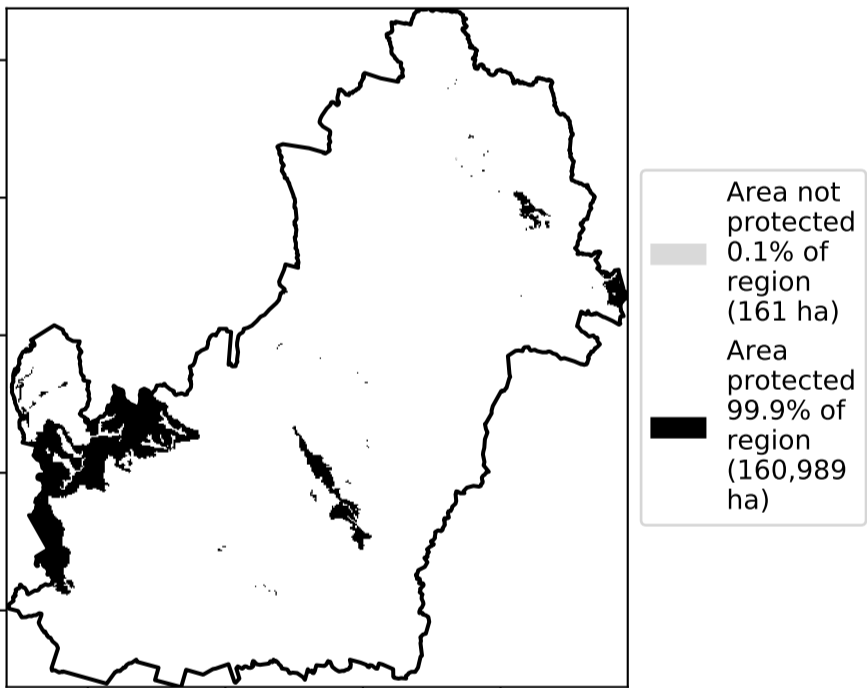 Area not
protected
0.1% of
region
(161 ha)
Area
protected
99.9% of
region
(160,989
ha)